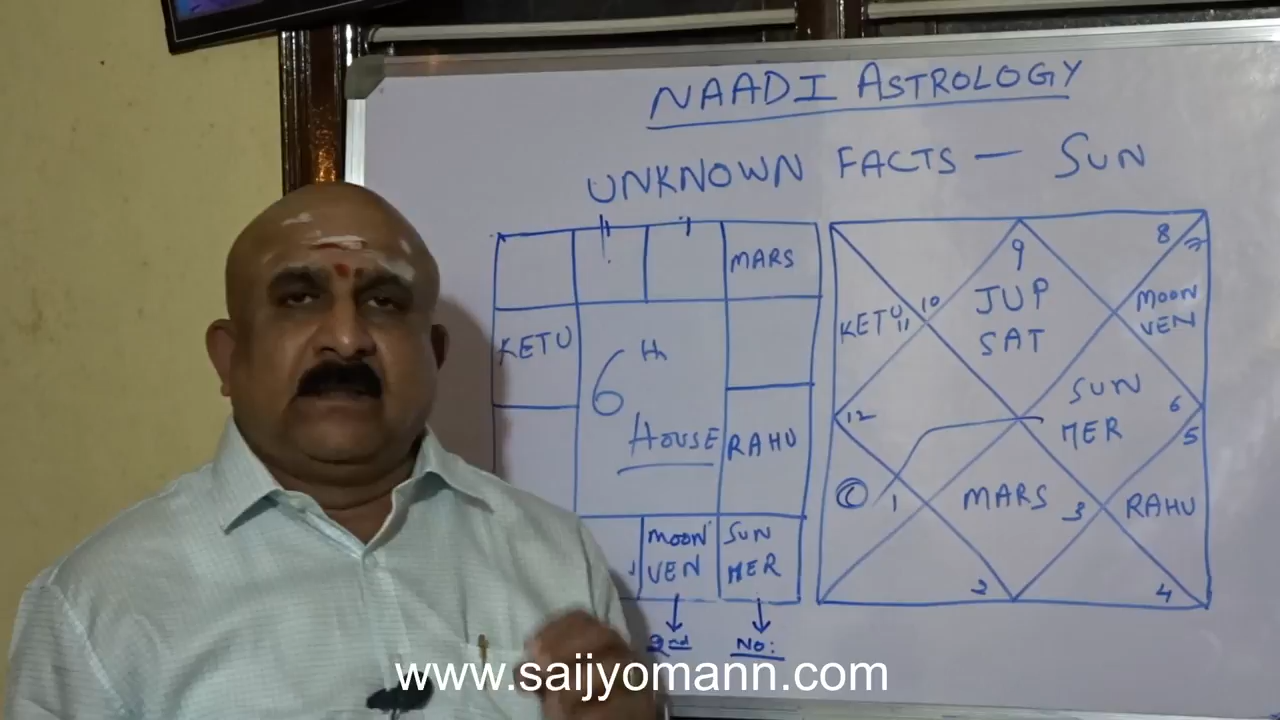 NAADI ASTROLOGY
UNKNOWN FACTS — SUN
MARS
KETU
6th
HOUSE
RAHU
MOON
VEN
SUN
MER
2nd
No:
9
JUP
SAT
8
7
MOON
VEN
KETU
10
11
SUN
MER
6
5
12
1
MARS
3
RAHU
2
4
www.saijyomann.com